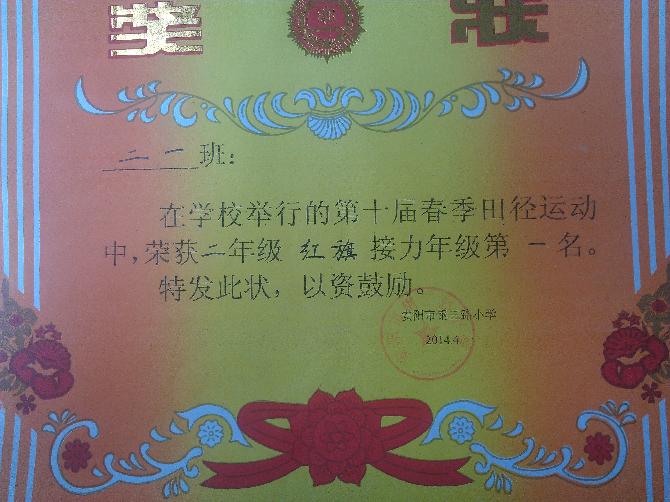 奖 状
二一班：
在学校举行的第十届春季田径运动
中，荣获二年级 红旗 接力年级第 一 名。
特发此状，以资鼓励。
2014.4